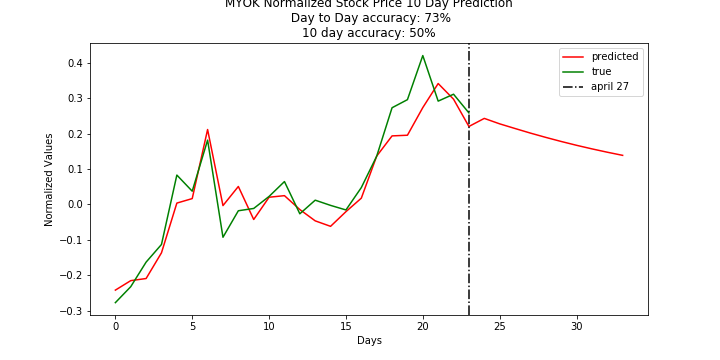 MYOK Normalized Stock Price 10 Day Prediction
Day to Day accuracy: 73%
10 day accuracy: 50%
predicted
true
april 27
Normalized Values
0.4
0.3
0.2
0.1
0.0
−0.1
−0.2
−0.3
0 5 10 15 20 25 30
Days